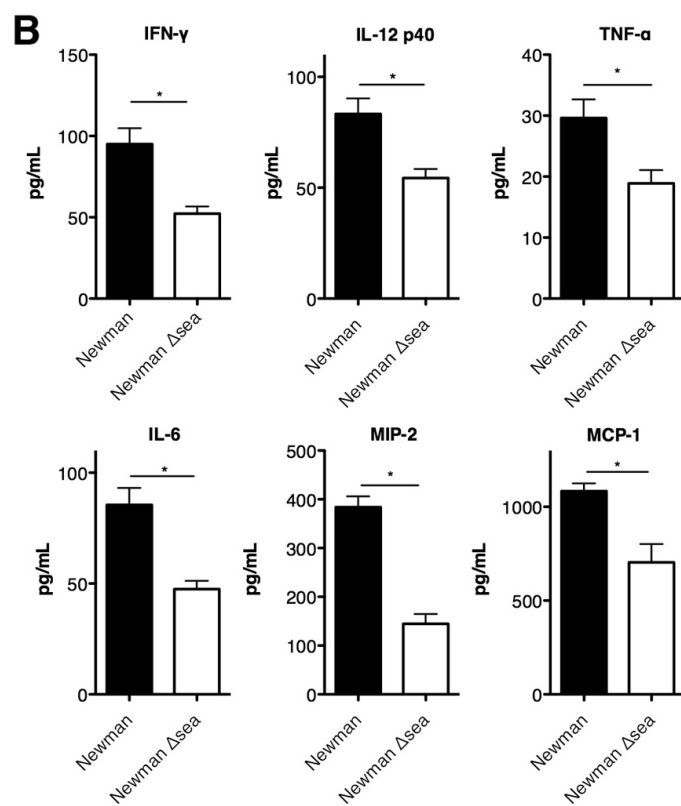 B
IFN-γ
IL-12 p40
TNF-α
pg/mL
150
100
50
0
*
Newman
Newman Δsea
pg/mL
100
50
0
*
Newman
Newman Δsea
pg/mL
40
30
20
10
0
*
Newman
Newman Δsea
IL-6
MIP-2
MCP-1
pg/mL
100
50
0
*
Newman
Newman Δsea
pg/mL
500
400
300
200
100
0
*
Newman
Newman Δsea
pg/mL
1000
500
0
*
Newman
Newman Δsea